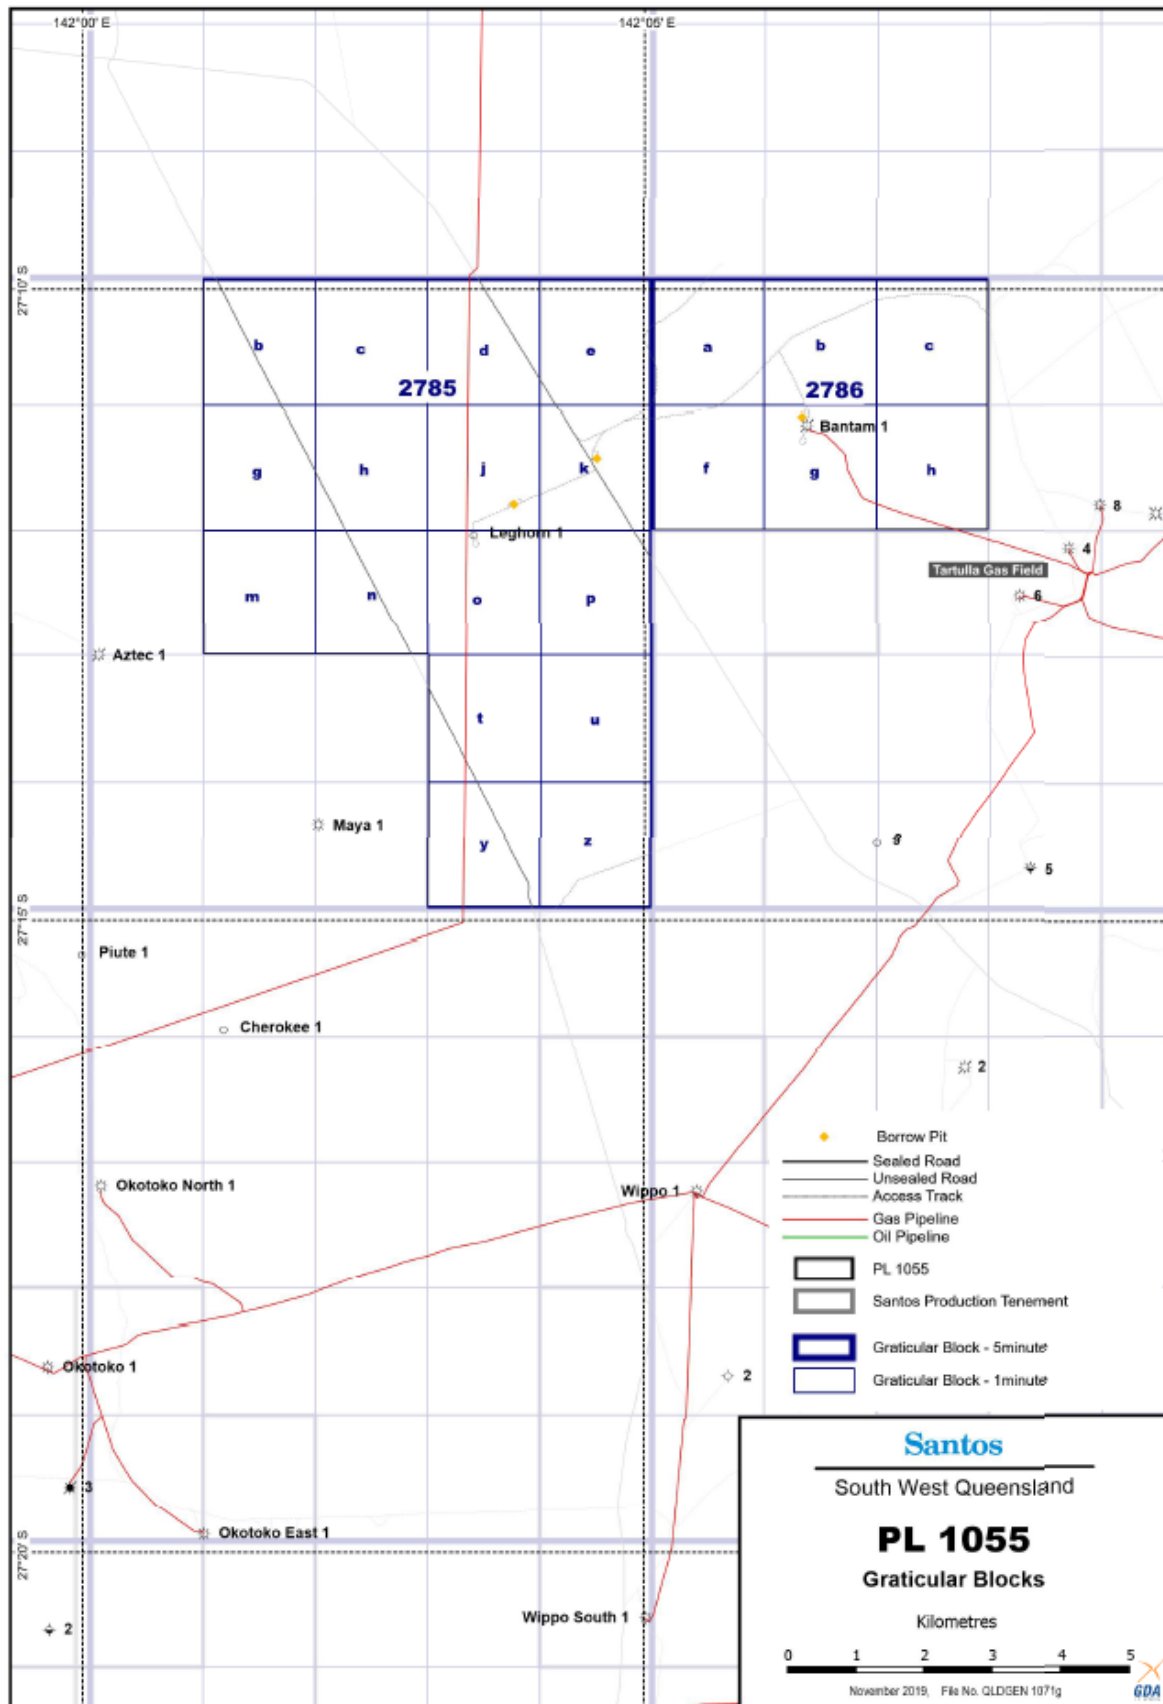 142°00' E
142°05' E
27°10' S
b
c
d
e
a
b
c
2785
2786
Bantam 1
g
h
j
k
f
g
h
8
Leghorn 1
4
Tartulla Gas Field
m
n
o
p
6
Aztec 1
t
u
Maya 1
y
z
9
5
27°15' S
Piute 1
Cherokee 1
2
Borrow Pit
Sealed Road
Unsealed Road
Access Track
Gas Pipeline
Oil Pipeline
PL 1055
Santos Production Tenement
Graticular Block - 5minute
Graticular Block - 1minute
Okotoko North 1
Wippo 1
Okotoko 1
2
3
Okotoko East 1
27°20' S
2
Wippo South 1
Santos
South West Queensland
PL 1055
Graticular Blocks
Kilometres
0 1 2 3 4 5
November 2019, File No. QLDGEN 1071g
GDA